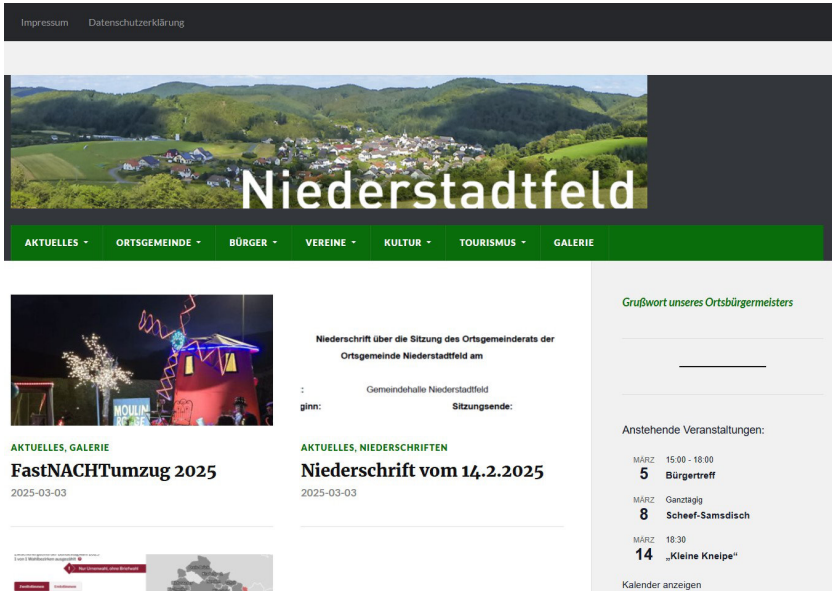 Impressum Datenschutzerklärung
Niederstadtfeld
AKTUELLES ORTSGEMEINDE BÜRGER VEREINE KULTUR TOURISMUS GALERIE
MOULIN
AKTUELLES, GALERIE
FastNACHTumzug 2025
2025-03-03
Niederschrift über die Sitzung des Ortsgemeinderats der
Ortsgemeinde Niederstadtfeld am
: Gemeindehalle Niederstadtfeld
ginn: Sitzungsende:
AKTUELLES, NIEDERSCHRIFTEN
Niederschrift vom 14.2.2025
2025-03-03
Grußwort unseres Ortsbürgermeisters
Anstehende Veranstaltungen:
MÄRZ 15:00 - 18:00
5 Bürgertreff
MÄRZ Ganztägig
8 Scheef-Samsdisch
MÄRZ 18:30
14 „Kleine Kneipe“
Kalender anzeigen